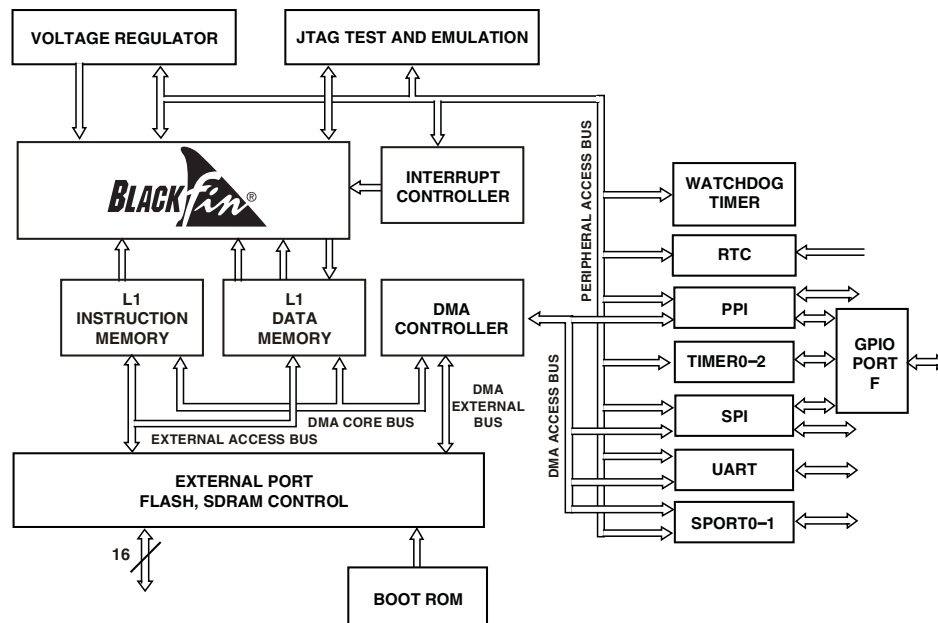 VOLTAGE REGULATOR
JTAG TEST AND EMULATION
BLACKfin®
INTERRUPT
CONTROLLER
PERIPHERAL ACCESS BUS
WATCHDOG
TIMER
RTC
L1
INSTRUCTION
MEMORY
L1
DATA
MEMORY
DMA
CONTROLLER
PPI
GPIO
PORT
F
TIMER0–2
DMA CORE BUS
EXTERNAL ACCESS BUS
DMA
EXTERNAL
BUS
DMA ACCESS BUS
SPI
UART
SPORT0–1
EXTERNAL PORT
FLASH, SDRAM CONTROL
16
BOOT ROM